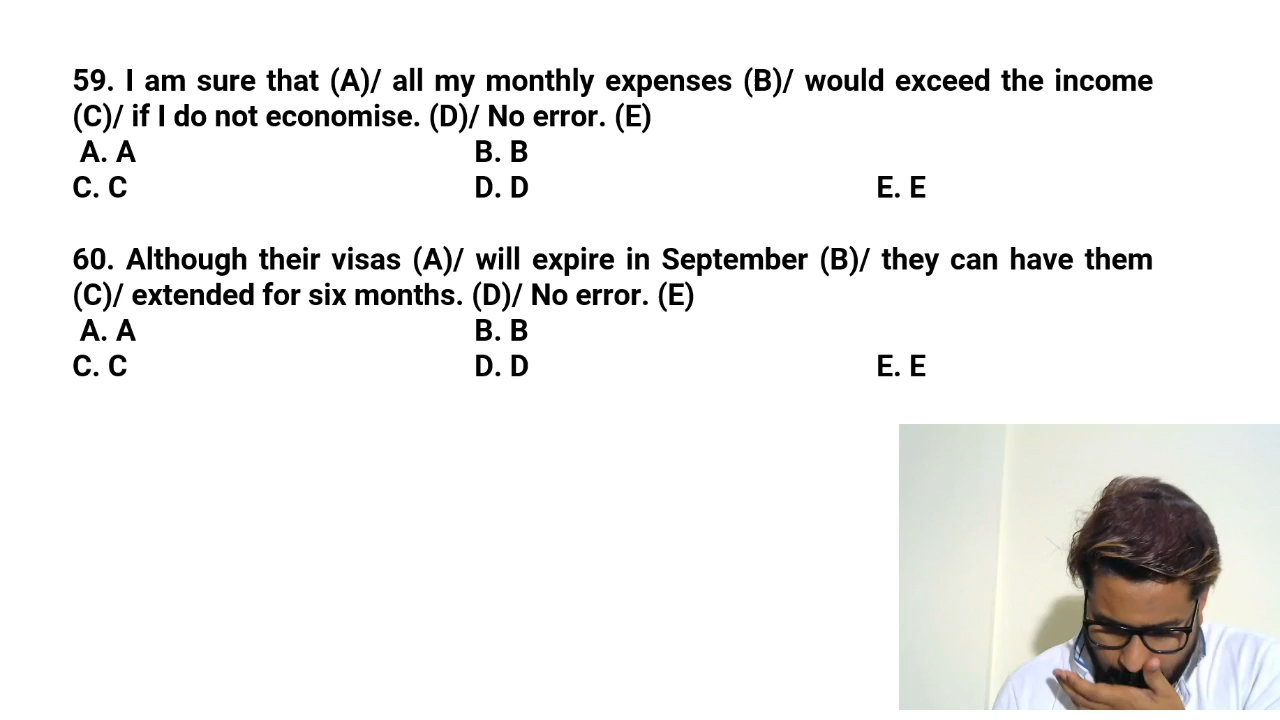 59. I am sure that (A)/ all my monthly expenses (B)/ would exceed the income
(C)/ if I do not economise. (D)/ No error. (E)
A. A B. B
C. C D. D E. E
60. Although their visas (A)/ will expire in September (B)/ they can have them
(C)/ extended for six months. (D)/ No error. (E)
A. A B. B
C. C D. D E. E